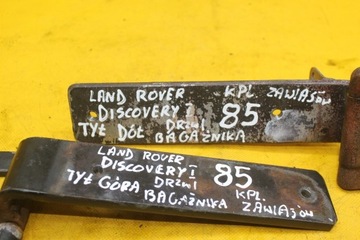 LAND ROVER KPL ZAWIASÓW
DISCOVERY I 85
TYŁ DÓŁ DRZWI
BAGAŻNIKA
LAND ROVER
DISCOVERY I 85
TYŁ GÓRA DRZWI KPL.
BAGAŻNIKA ZAWIASÓW